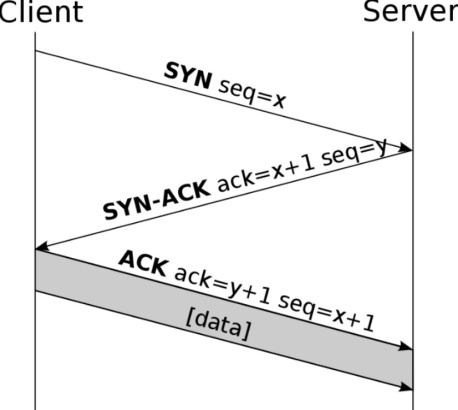 Client
Server
SYN seq=x
SYN-ACK ack=x+1 seq=y
ACK ack=y+1 seq=x+1
[data]